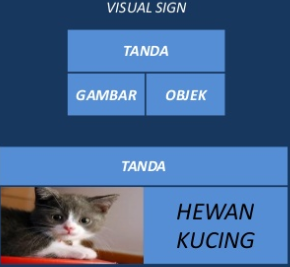 VISUAL SIGN
TANDA
GAMBAR OBJEK
TANDA
HEWAN
KUCING